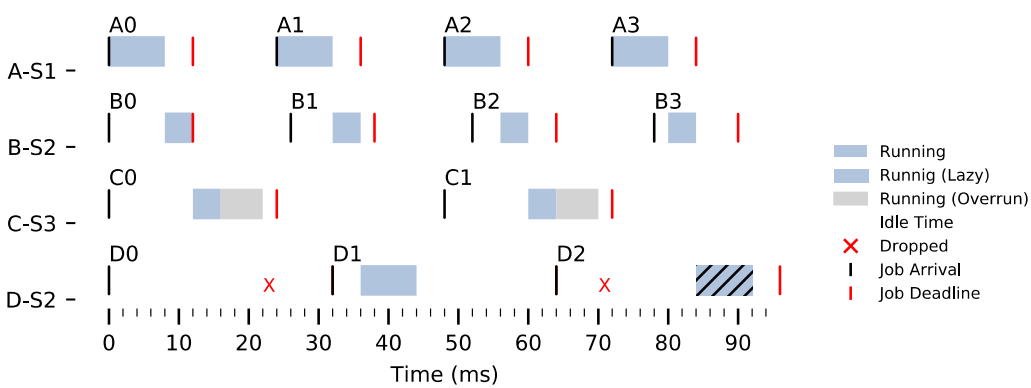 A0 A1 A2 A3
A-S1
B0 B1 B2 B3
B-S2
C0 C1
C-S3
D0 D1 D2
X X
D-S2
0 10 20 30 40 50 60 70 80 90
Time (ms)
Running
Runnig (Lazy)
Running (Overrun)
Idle Time
Dropped
Job Arrival
Job Deadline